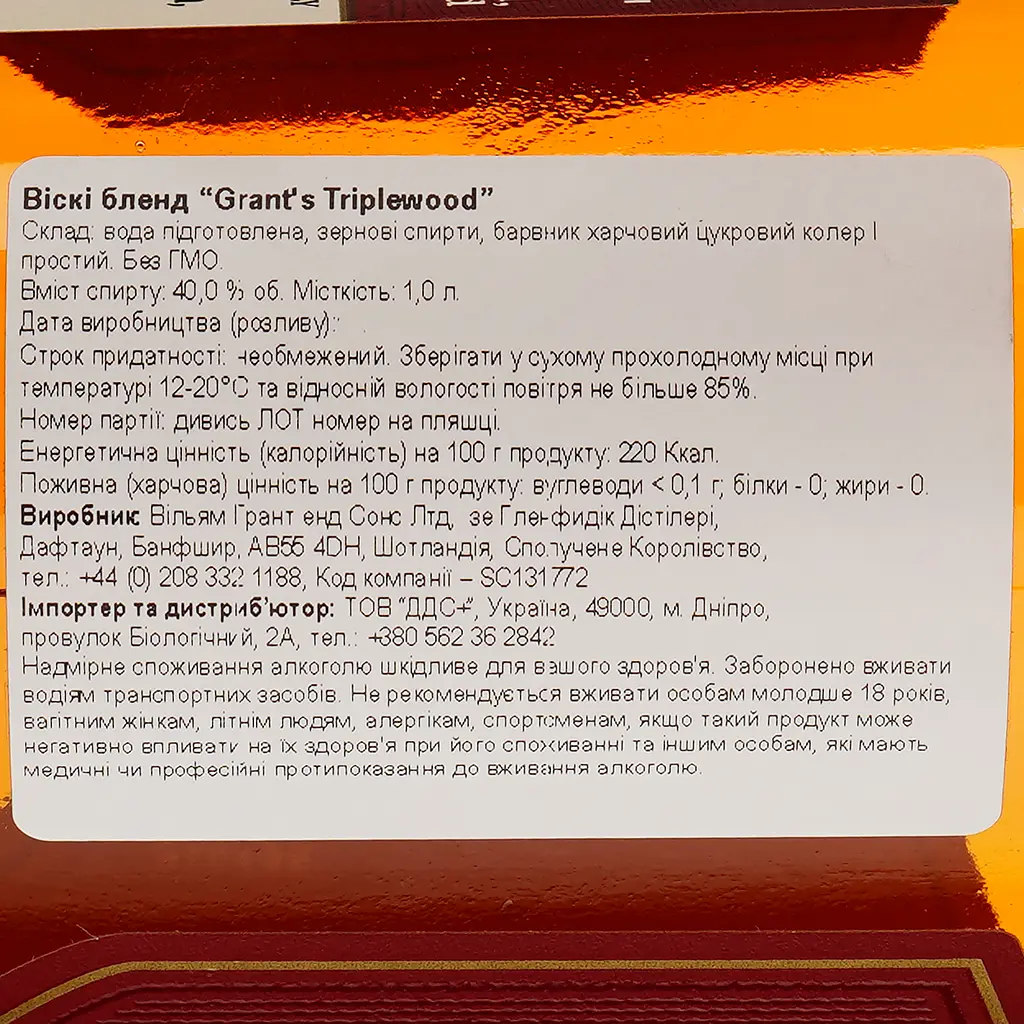 Віскі бленд “Grant's Triplewood”
Склад: вода підготовлена, зернові спирти, барвник харчовий цукровий колер І
простий. Без ГМО.
Вміст спирту: 40,0 % об. Місткість: 1,0 л.
Дата виробництва (розливу):
Строк придатності: необмежений. Зберігати у сухому прохолодному місці при
температурі 12-20°С та відносній вологості повітря не більше 85%.
Номер партії: дивись ЛОТ номер на пляшці.
Енергетична цінність (калорійність) на 100 г продукту: 220 Ккал.
Поживна (харчова) цінність на 100 г продукту: вуглеводи < 0,1 г; білки - 0; жири - 0.
Виробник: Вільям Грант енд Сонс Лтд, зе Гленфидік Дістілері,
Дафтаун, Банфшир, AB55 4DH, Шотландія, Сполучене Королівство,
тел.: +44 (0) 208 332 1188, Код компанії – SC131772
Імпортер та дистриб’ютор: ТОВ “ДДС+”, Україна, 49000, м. Дніпро,
провулок Біологічний, 2А, тел.: +380 562 36 2842
Надмірне споживання алкоголю шкідливе для вашого здоров'я. Заборонено вживати
водіям транспортних засобів. Не рекомендується вживати особам молодше 18 років,
вагітним жінкам, літнім людям, алергікам, спортсменам, якщо такий продукт може
негативно впливати на їх здоров'я при його споживанні та іншим особам, які мають
медичні чи професійні протипоказання до вживання алкоголю.